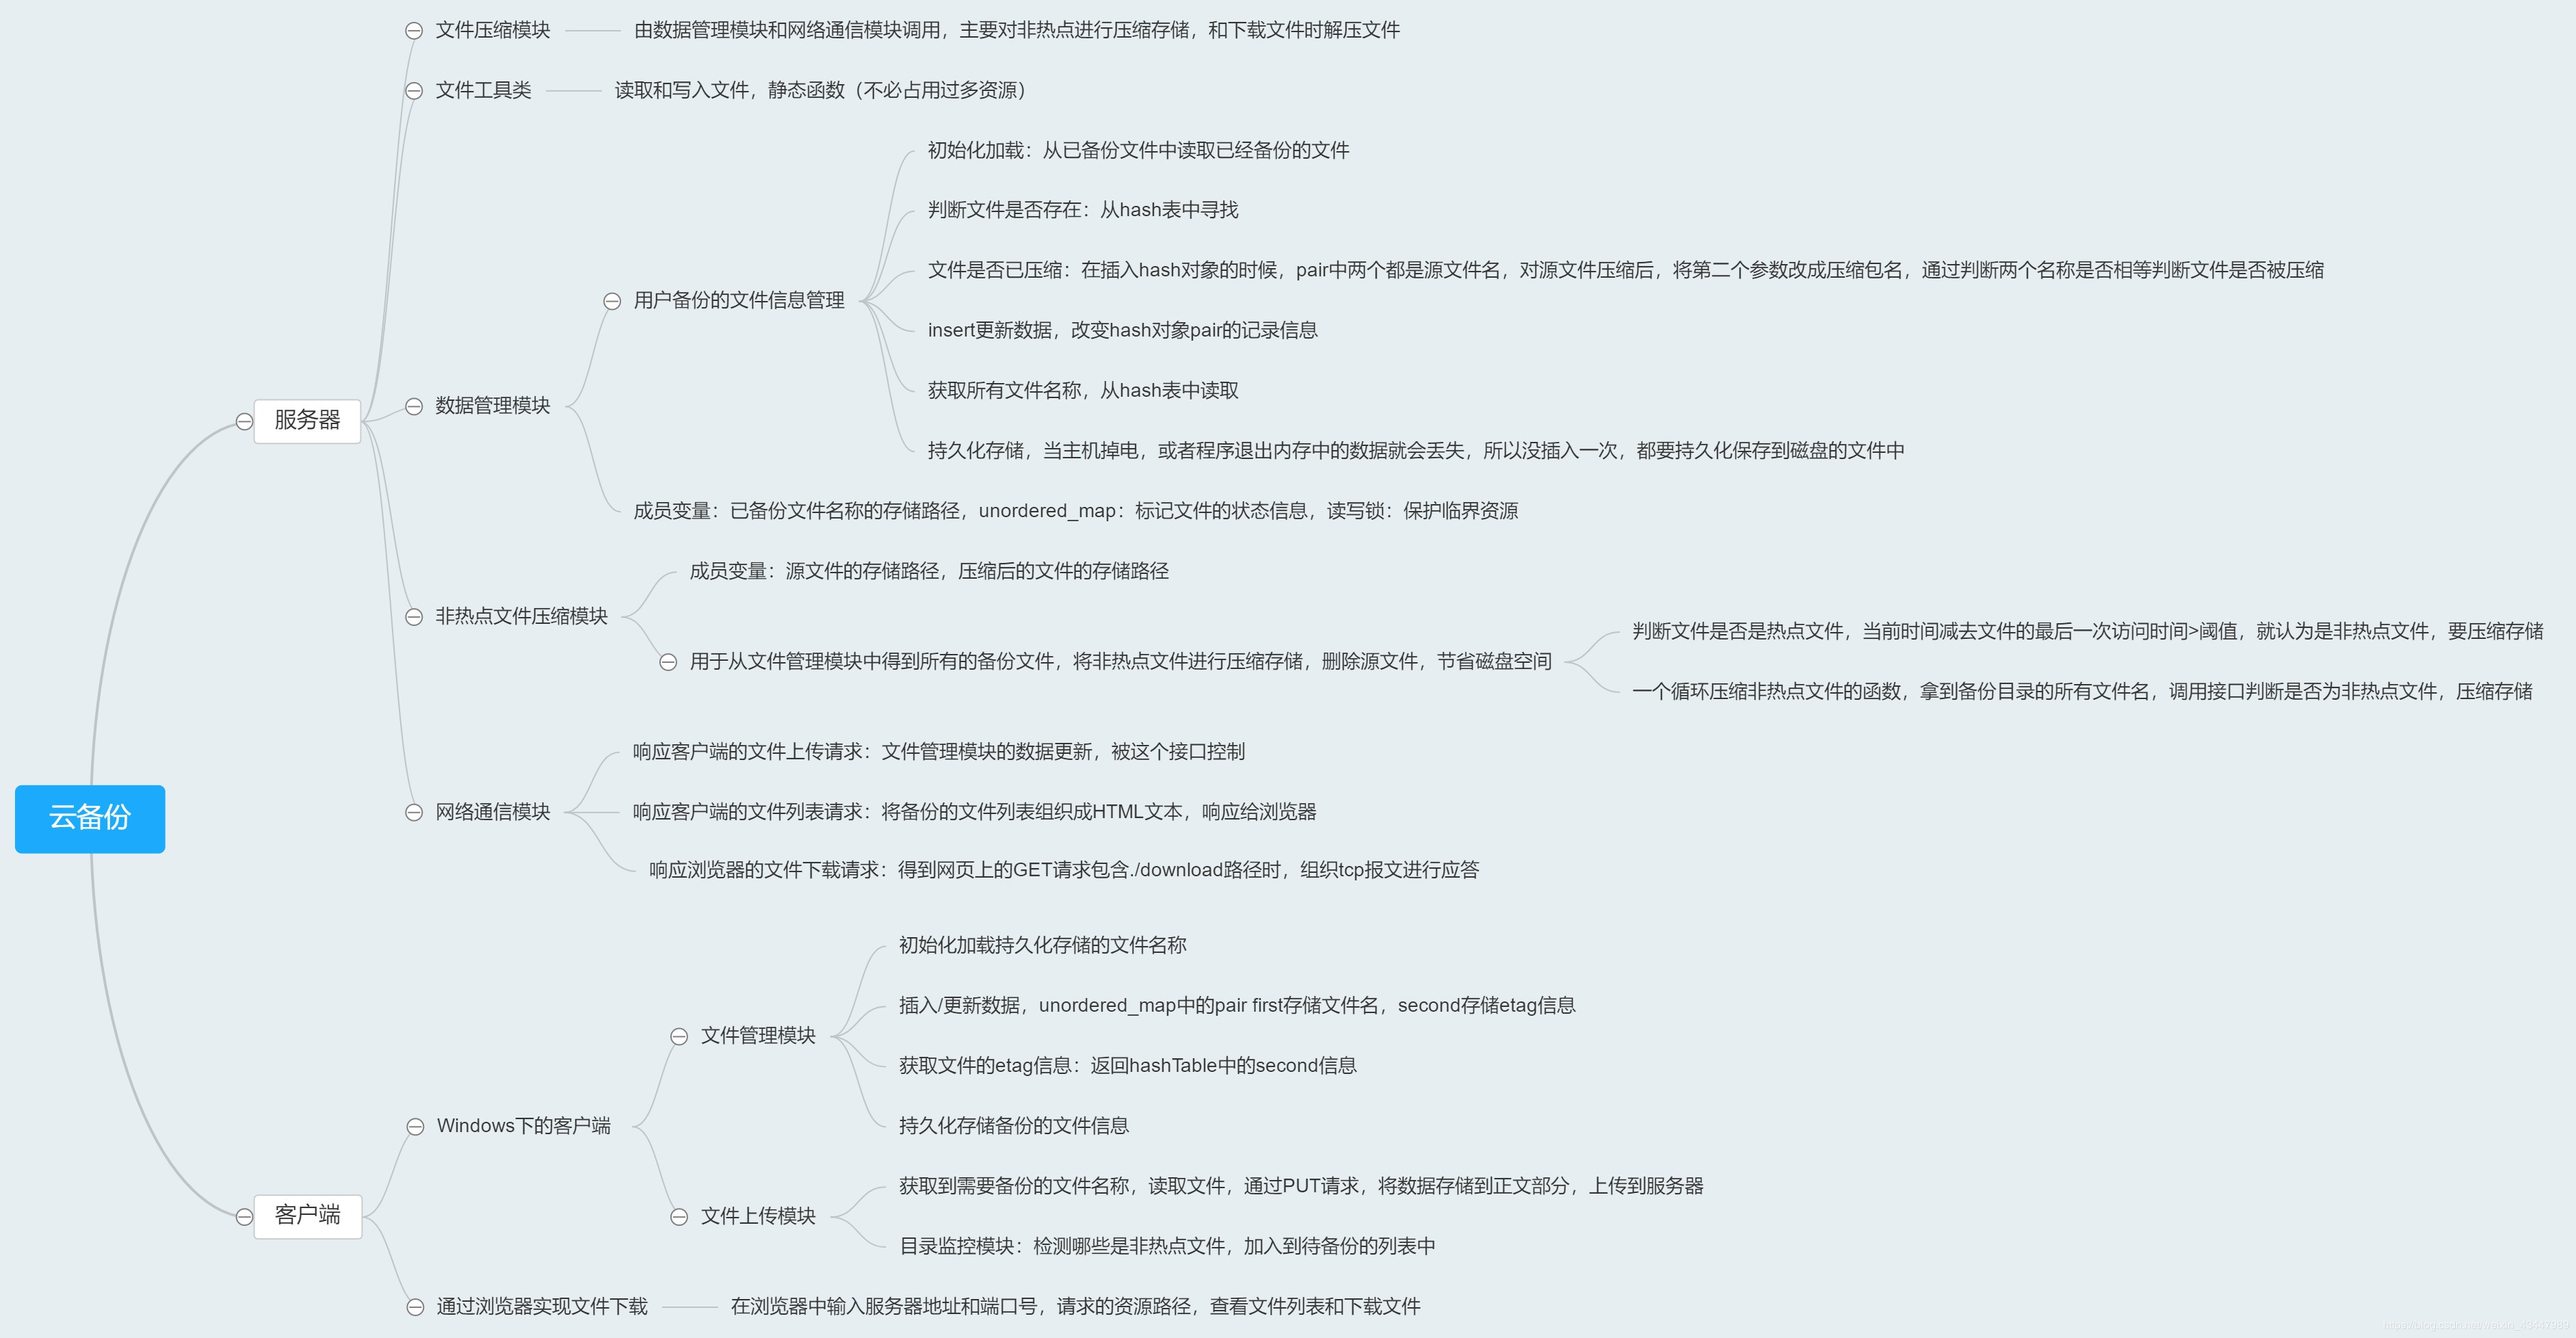 文件压缩模块
由数据管理模块和网络通信模块调用，主要对非热点进行压缩存储，和下载文件时解压文件
文件工具类
读取和写入文件，静态函数（不必占用过多资源）
初始化加载：从已备份文件中读取已经备份的文件
判断文件是否存在：从hash表中寻找
文件是否已压缩：在插入hash对象的时候，pair中两个都是源文件名，对源文件压缩后，将第二个参数改成压缩包名，通过判断两个名称是否相等判断文件是否被压缩
用户备份的文件信息管理
insert更新数据，改变hash对象pair的记录信息
获取所有文件名称，从hash表中读取
数据管理模块
服务器
持久化存储，当主机掉电，或者程序退出内存中的数据就会丢失，所以没插入一次，都要持久化保存到磁盘的文件中
成员变量：已备份文件名称的存储路径，unordered_map：标记文件的状态信息，读写锁：保护临界资源
成员变量：源文件的存储路径，压缩后的文件的存储路径
非热点文件压缩模块
判断文件是否是热点文件，当前时间减去文件的最后一次访问时间>阈值，就认为是非热点文件，要压缩存储
用于从文件管理模块中得到所有的备份文件，将非热点文件进行压缩存储，删除源文件，节省磁盘空间
一个循环压缩非热点文件的函数，拿到备份目录的所有文件名，调用接口判断是否为非热点文件，压缩存储
响应客户端的文件上传请求：文件管理模块的数据更新，被这个接口控制
网络通信模块
响应客户端的文件列表请求：将备份的文件列表组织成HTML文本，响应给浏览器
云备份
响应浏览器的文件下载请求：得到网页上的GET请求包含./download路径时，组织tcp报文进行应答
初始化加载持久化存储的文件名称
插入/更新数据，unordered_map中的pair first存储文件名，second存储etag信息
文件管理模块
获取文件的etag信息：返回hashTable中的second信息
Windows下的客户端
持久化存储备份的文件信息
获取到需要备份的文件名称，读取文件，通过PUT请求，将数据存储到正文部分，上传到服务器
客户端
文件上传模块
目录监控模块：检测哪些是非热点文件，加入到待备份的列表中
通过浏览器实现文件下载
在浏览器中输入服务器地址和端口号，请求的资源路径，查看文件列表和下载文件